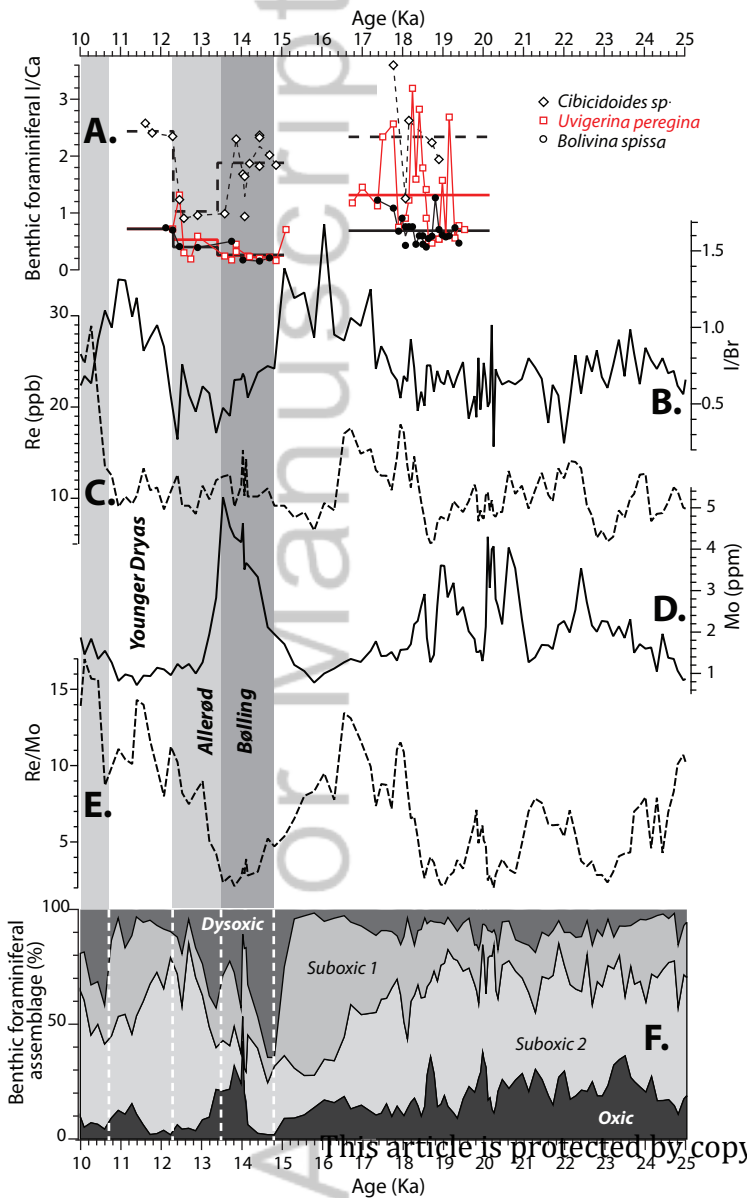 Age (Ka)
10 11 12 13 14 15 16 17 18 19 20 21 22 23 24 25
Benthic foraminiferal I/Ca
3
2
1
0
A.
Cibicidoides sp.
Uvigerina peregina
Bolivina spissa
1.5
1.0
0.5
I/Br
B.
30
20
10
Re (ppb)
C.
5
4
3
2
1
Mo (ppm)
D.
Younger Dryas
Allerød
Bølling
15
10
5
Re/Mo
E.
100
50
0
Benthic foraminiferal
assemblage (%)
Dysoxic
Suboxic 1
Suboxic 2
F.
Oxic
10 11 12 13 14 15 16 17 18 19 20 21 22 23 24 25
Age (Ka)
This article is protected by copy
or Manuscript
A